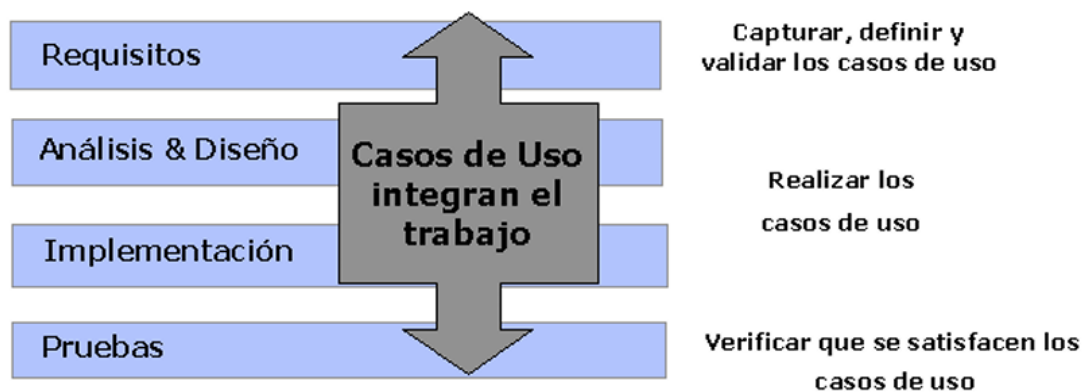 Requisitos
Capturar, definir y
validar los casos de uso
Análisis & Diseño
Casos de Uso
integran el
trabajo
Realizar los
casos de uso
Implementación
Pruebas
Verificar que se satisfacen los
casos de uso